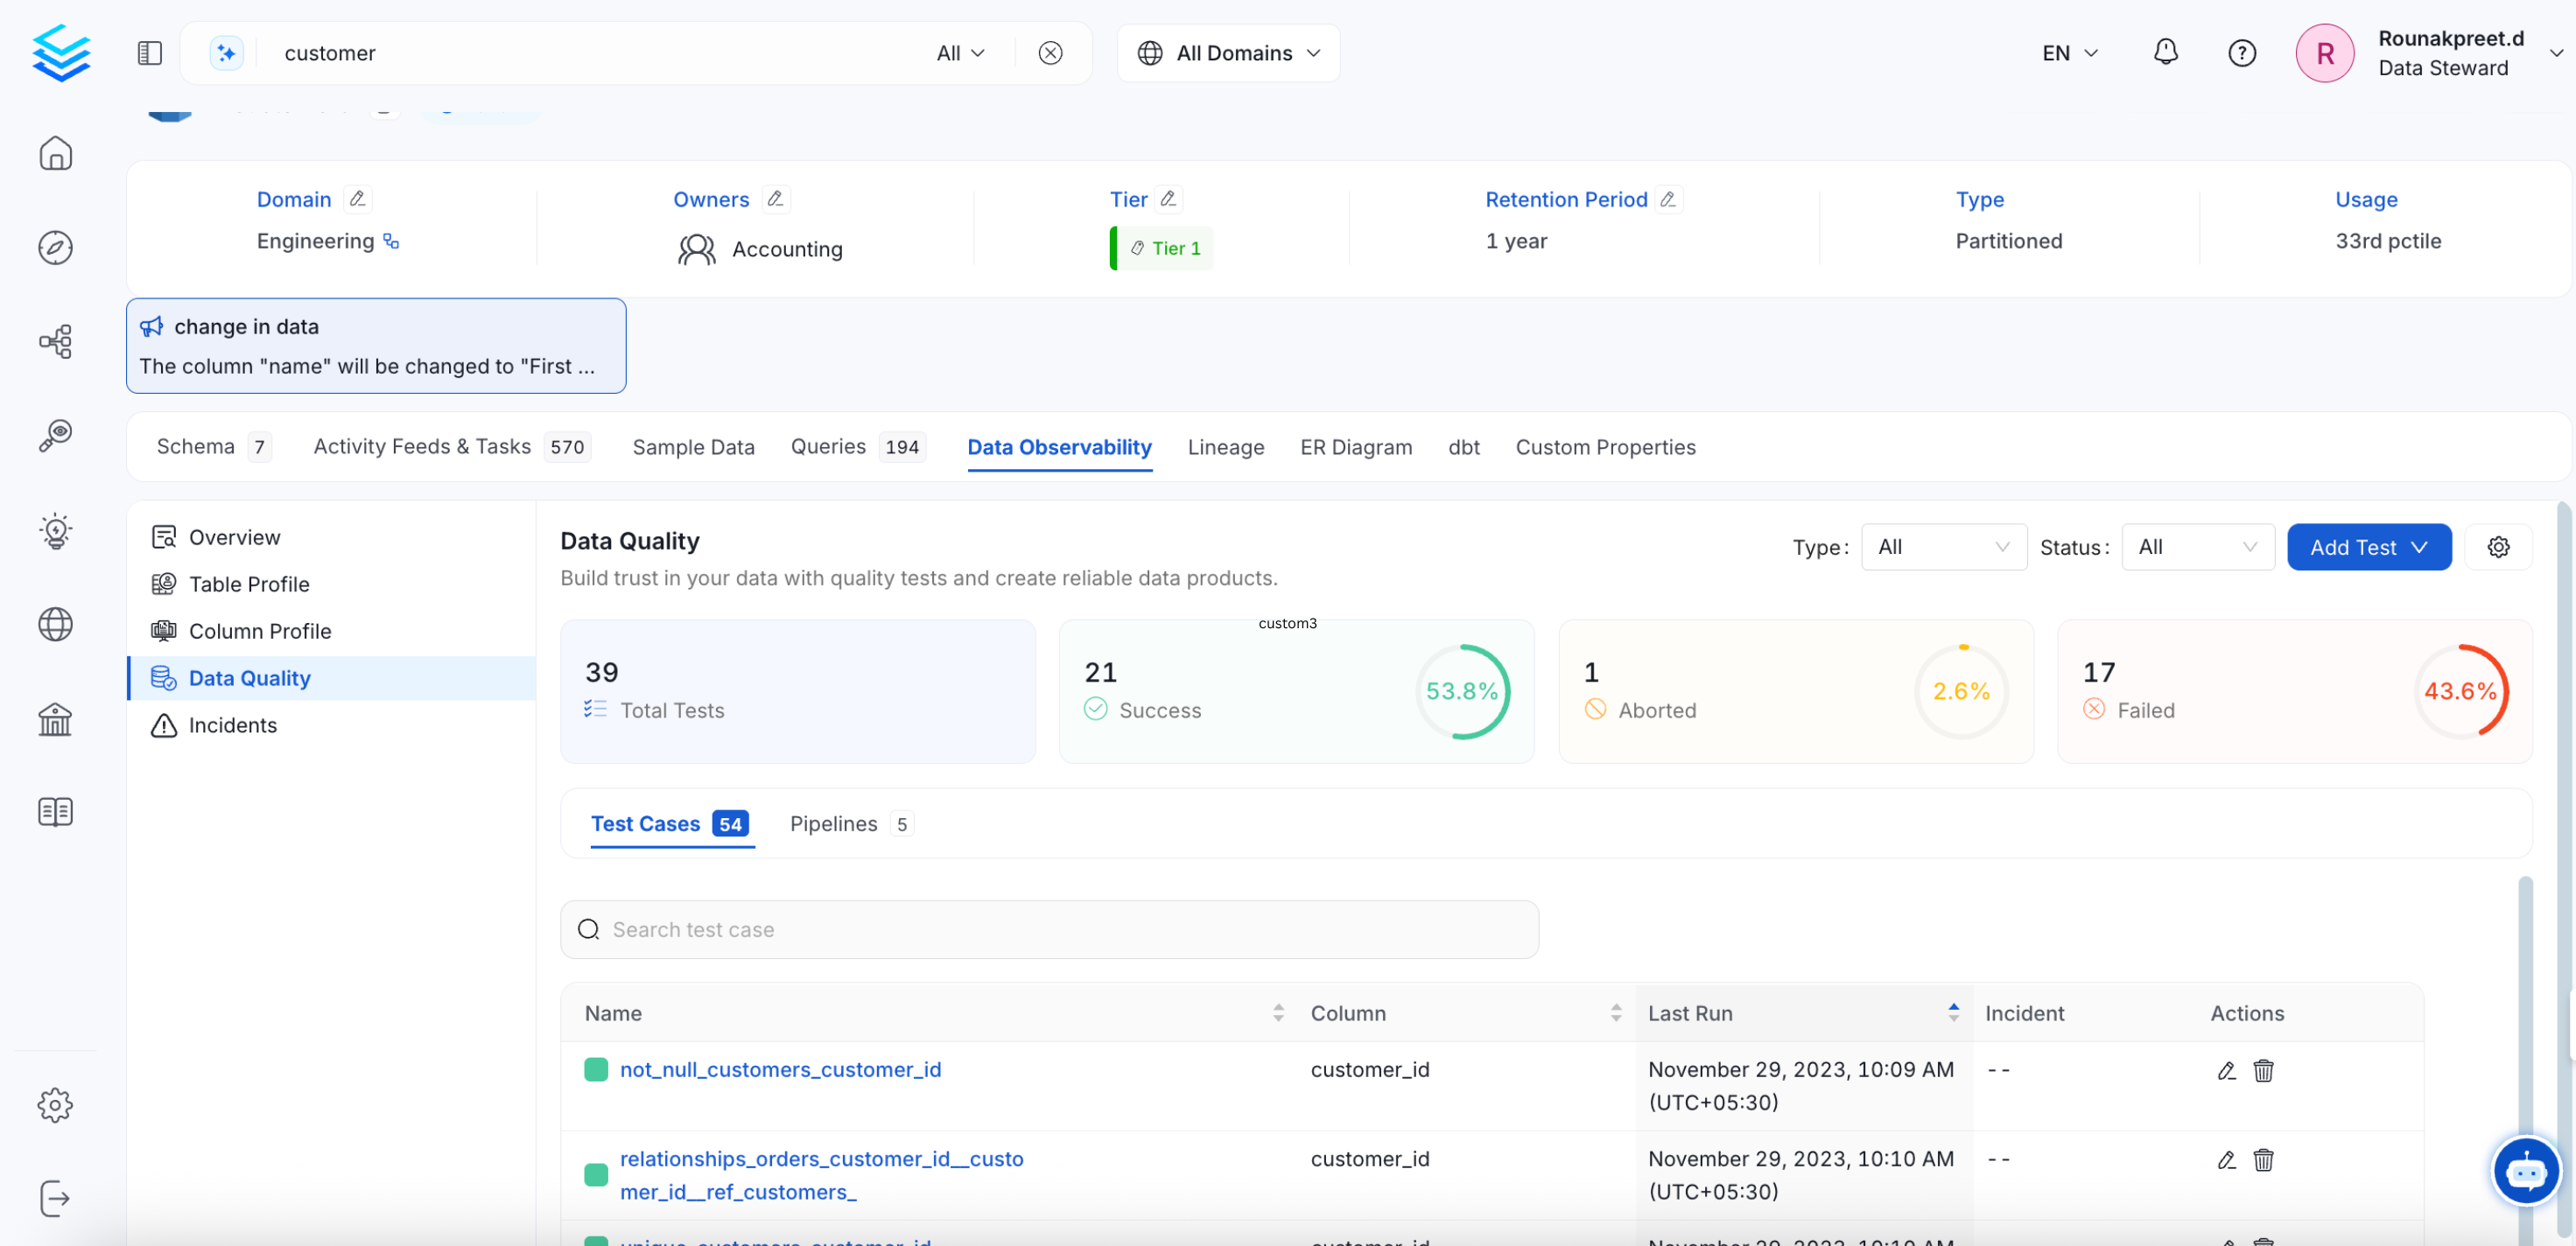 customer
All
All Domains
EN
R
Rounakpreet.d
Data Steward
Domain
Owners
Tier
Retention Period
Type
Usage
Engineering
Accounting
Tier 1
1 year
Partitioned
33rd pctile
change in data
The column "name" will be changed to "First ...
Schema 7
Activity Feeds & Tasks 570
Sample Data
Queries 194
Data Observability
Lineage
ER Diagram
dbt
Custom Properties
Overview
Table Profile
Column Profile
Data Quality
Incidents
Data Quality
Build trust in your data with quality tests and create reliable data products.
Type: All
Status: All
Add Test
custom3
39
Total Tests
21
Success
53.8%
1
Aborted
2.6%
17
Failed
43.6%
Test Cases 54
Pipelines 5
Search test case
Name
Column
Last Run
Incident
Actions
not_null_customers_customer_id
customer_id
November 29, 2023, 10:09 AM
(UTC+05:30)
--
relationships_orders_customer_id__custo
mer_id__ref_customers_
customer_id
November 29, 2023, 10:10 AM
(UTC+05:30)
--